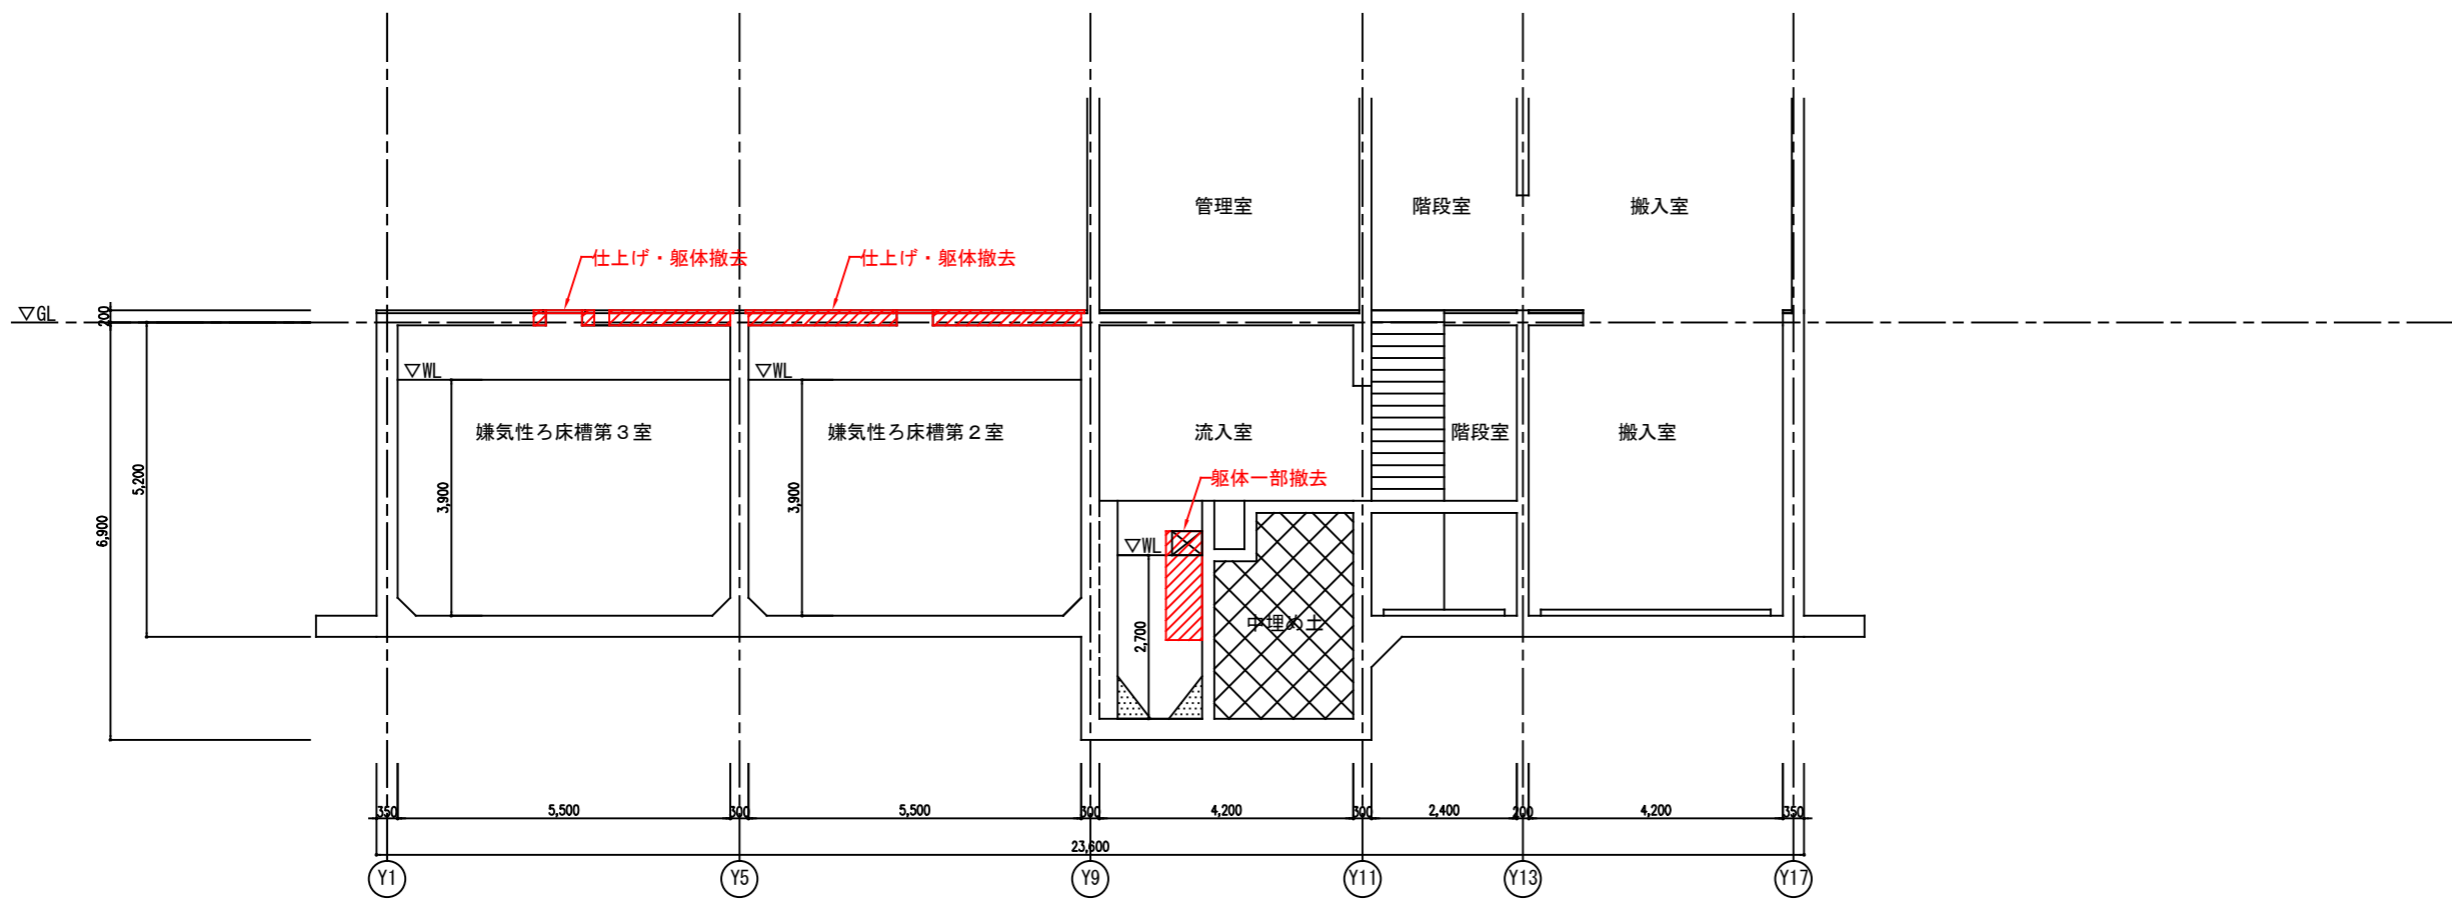 管理室
階段室
搬入室
仕上げ・躯体撤去
仕上げ・躯体撤去
▽GL
200
▽WL
▽WL
嫌気性ろ床槽第３室
嫌気性ろ床槽第２室
流入室
階段室
搬入室
5,200
6,900
3,900
3,900
躯体一部撤去
▽WL
2,700
中埋め土
350
5,500
300
5,500
300
4,200
300
2,400
200
4,200
350
23,600
Y1
Y5
Y9
Y11
Y13
Y17